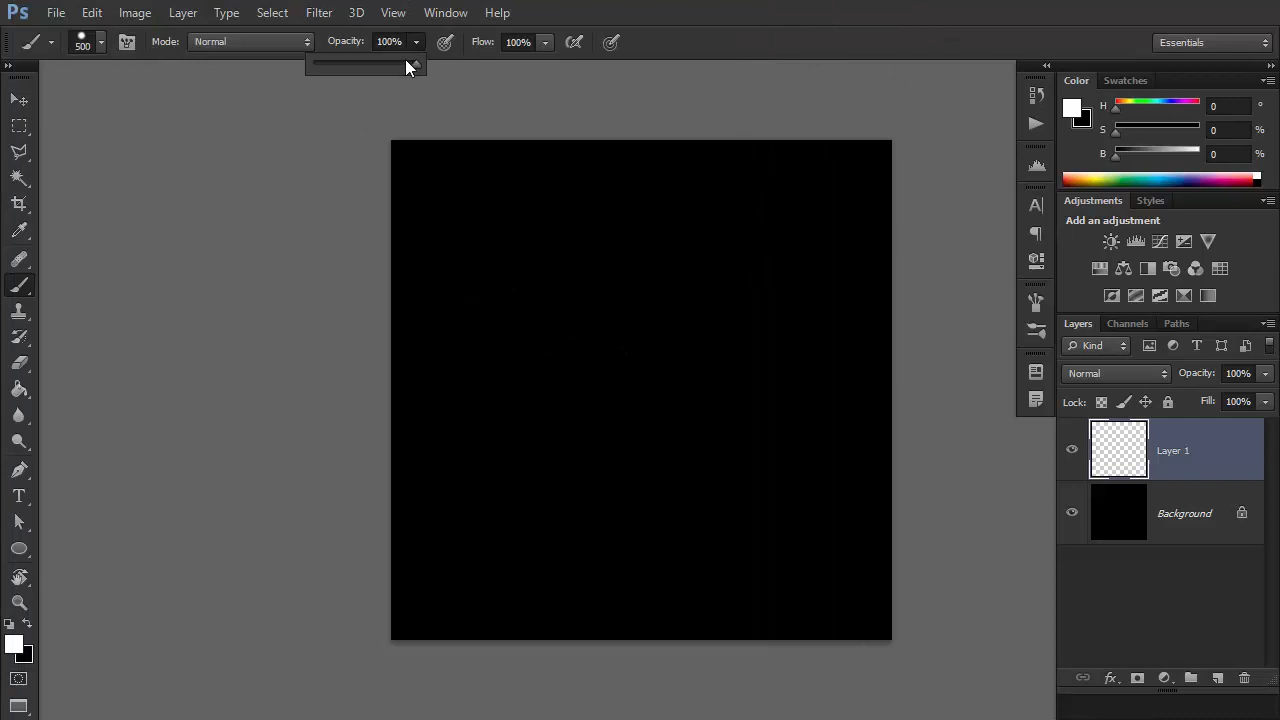 Ps File Edit Image Layer Type Select Filter 3D View Window Help
500 Mode: Normal Opacity: 100% Flow: 100% Essentials
Color Swatches
H 0 °
S 0 %
B 0 %
Adjustments Styles
Add an adjustment
Layers Channels Paths
Kind
Normal Opacity: 100%
Lock: Fill: 100%
Layer 1
Background